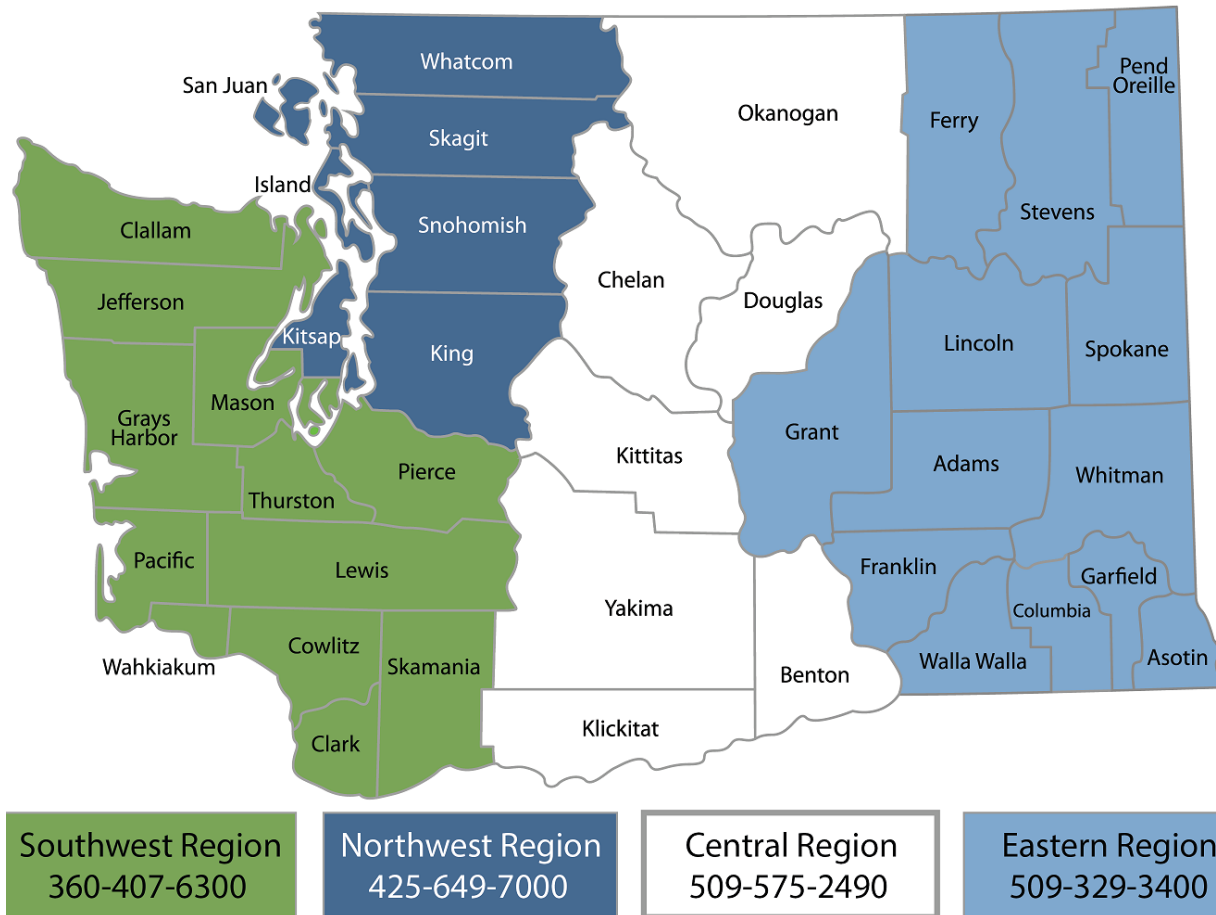 Whatcom
San Juan
Skagit
Island
Snohomish
Okanogan
Ferry
Pend
Oreille
Stevens
Clallam
Jefferson
Kitsap
King
Chelan
Douglas
Lincoln
Spokane
Grays
Harbor
Mason
Pierce
Kittitas
Grant
Adams
Whitman
Thurston
Pacific
Lewis
Yakima
Franklin
Garfield
Columbia
Wahkiakum
Cowlitz
Skamania
Benton
Walla Walla
Asotin
Clark
Klickitat
Southwest Region
360-407-6300
Northwest Region
425-649-7000
Central Region
509-575-2490
Eastern Region
509-329-3400